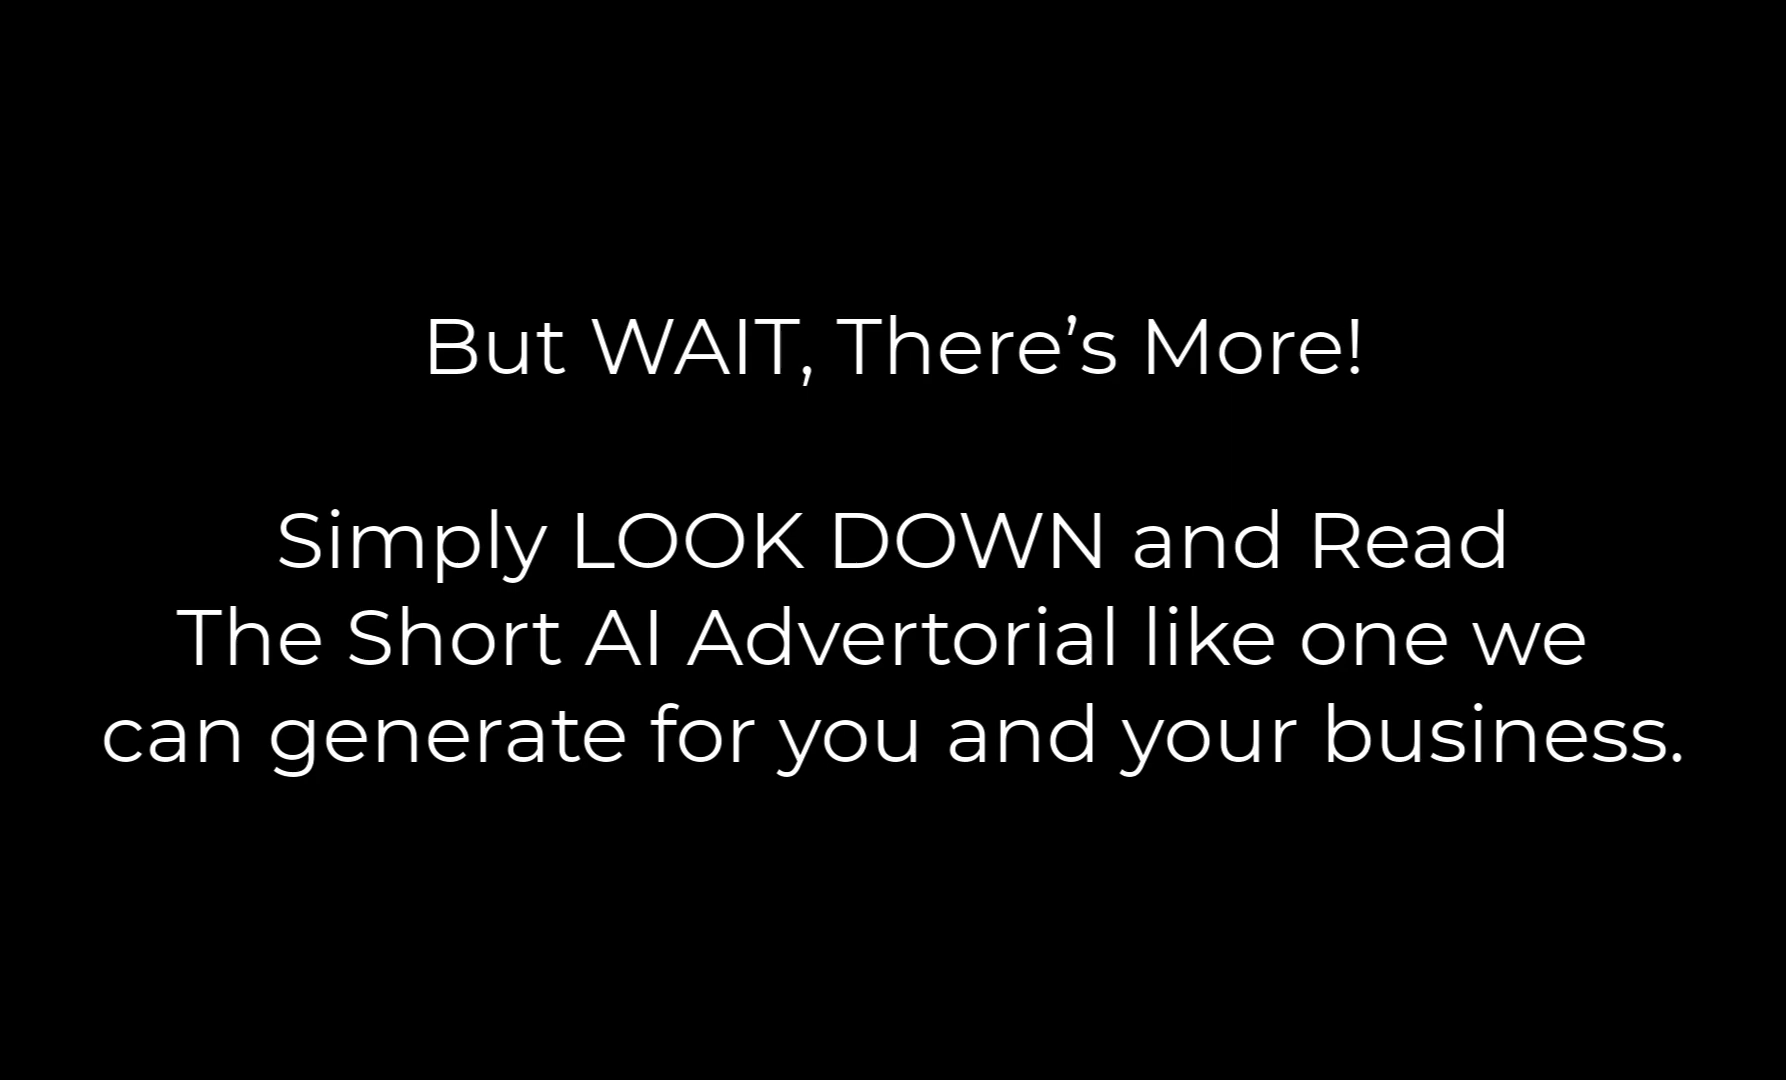 But WAIT, There’s More!
Simply LOOK DOWN and Read
The Short AI Advertorial like one we
can generate for you and your business.